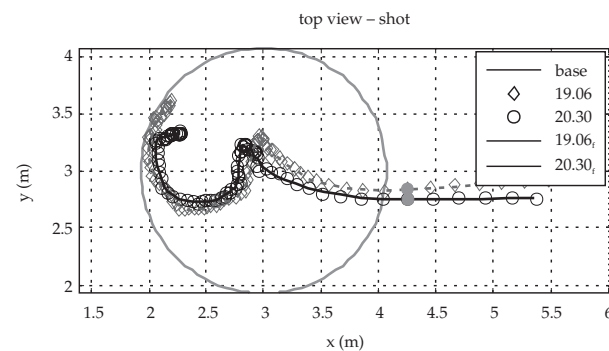 top view – shot
4
3.5
3
2.5
2
y (m)
1.5 2 2.5 3 3.5 4 4.5 5 5.5 6
x (m)
base
19.06
20.30
19.06f
20.30f